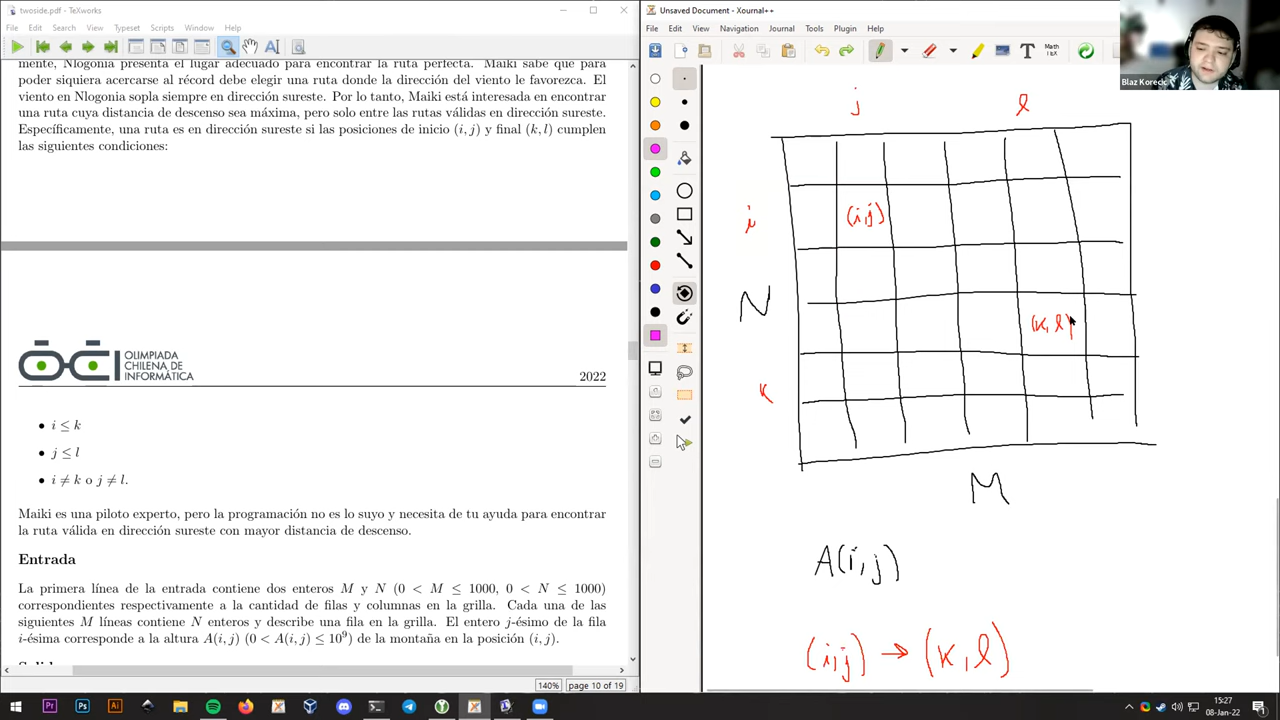 twoside.pdf - TeXworks
File Edit Search View Typeset Scripts Window Help
mente, Nlogonia presenta el lugar adecuado para encontrar la ruta perfecta. Maiki sabe que para
poder siquiera acercarse al récord debe elegir una ruta donde la dirección del viento le favorezca. El
viento en Nlogonia sopla siempre en dirección sureste. Por lo tanto, Maiki está interesada en encontrar
una ruta cuya distancia de descenso sea máxima, pero solo entre las rutas válidas en dirección sureste.
Específicamente, una ruta es en dirección sureste si las posiciones de inicio (i, j) y final (k, l) cumplen
las siguientes condiciones:
OCI
OLIMPIADA
CHILENA DE
INFORMÁTICA
2022
• i ≤ k
• j ≤ l
• i ≠ k o j ≠ l.
Maiki es una piloto experto, pero la programación no es lo suyo y necesita de tu ayuda para encontrar
la ruta válida en dirección sureste con mayor distancia de descenso.
Entrada
La primera línea de la entrada contiene dos enteros M y N (0 < M ≤ 1000, 0 < N ≤ 1000)
correspondientes respectivamente a la cantidad de filas y columnas en la grilla. Cada una de las
siguientes M líneas contiene N enteros y describe una fila en la grilla. El entero j-ésimo de la fila
i-ésima corresponde a la altura A(i, j) (0 < A(i, j) ≤ 10⁹) de la montaña en la posición (i, j).
140% page 10 of 19
Unsaved Document - Xournal++
File Edit View Navigation Journal Tools Plugin Help
T Math TEX
Blaz Korecic
j l
i (i,j)
N
(k,l)
k
M
A(i,j)
(i,j) → (k,l)
Pr Ps Ai
15:27
08-Jan-22